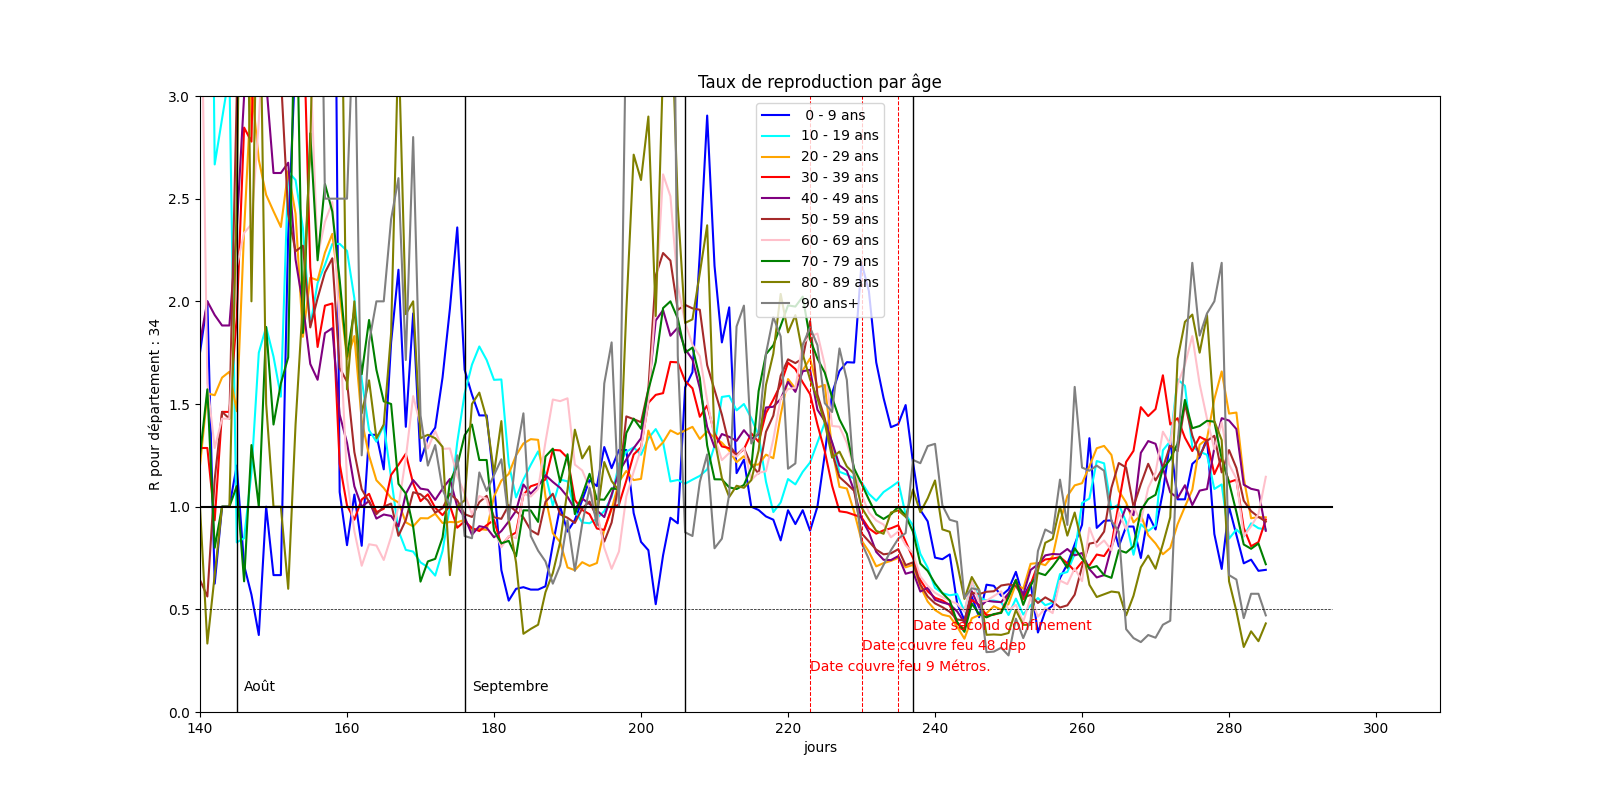 Taux de reproduction par âge
3.0
2.5
2.0
1.5
1.0
0.5
0.0
R pour département : 34
0 - 9 ans
10 - 19 ans
20 - 29 ans
30 - 39 ans
40 - 49 ans
50 - 59 ans
60 - 69 ans
70 - 79 ans
80 - 89 ans
90 ans+
Date second confinement
Date couvre feu 48 dep
Date couvre feu 9 Métros.
Août
Septembre
140
160
180
200
220
240
260
280
300
jours